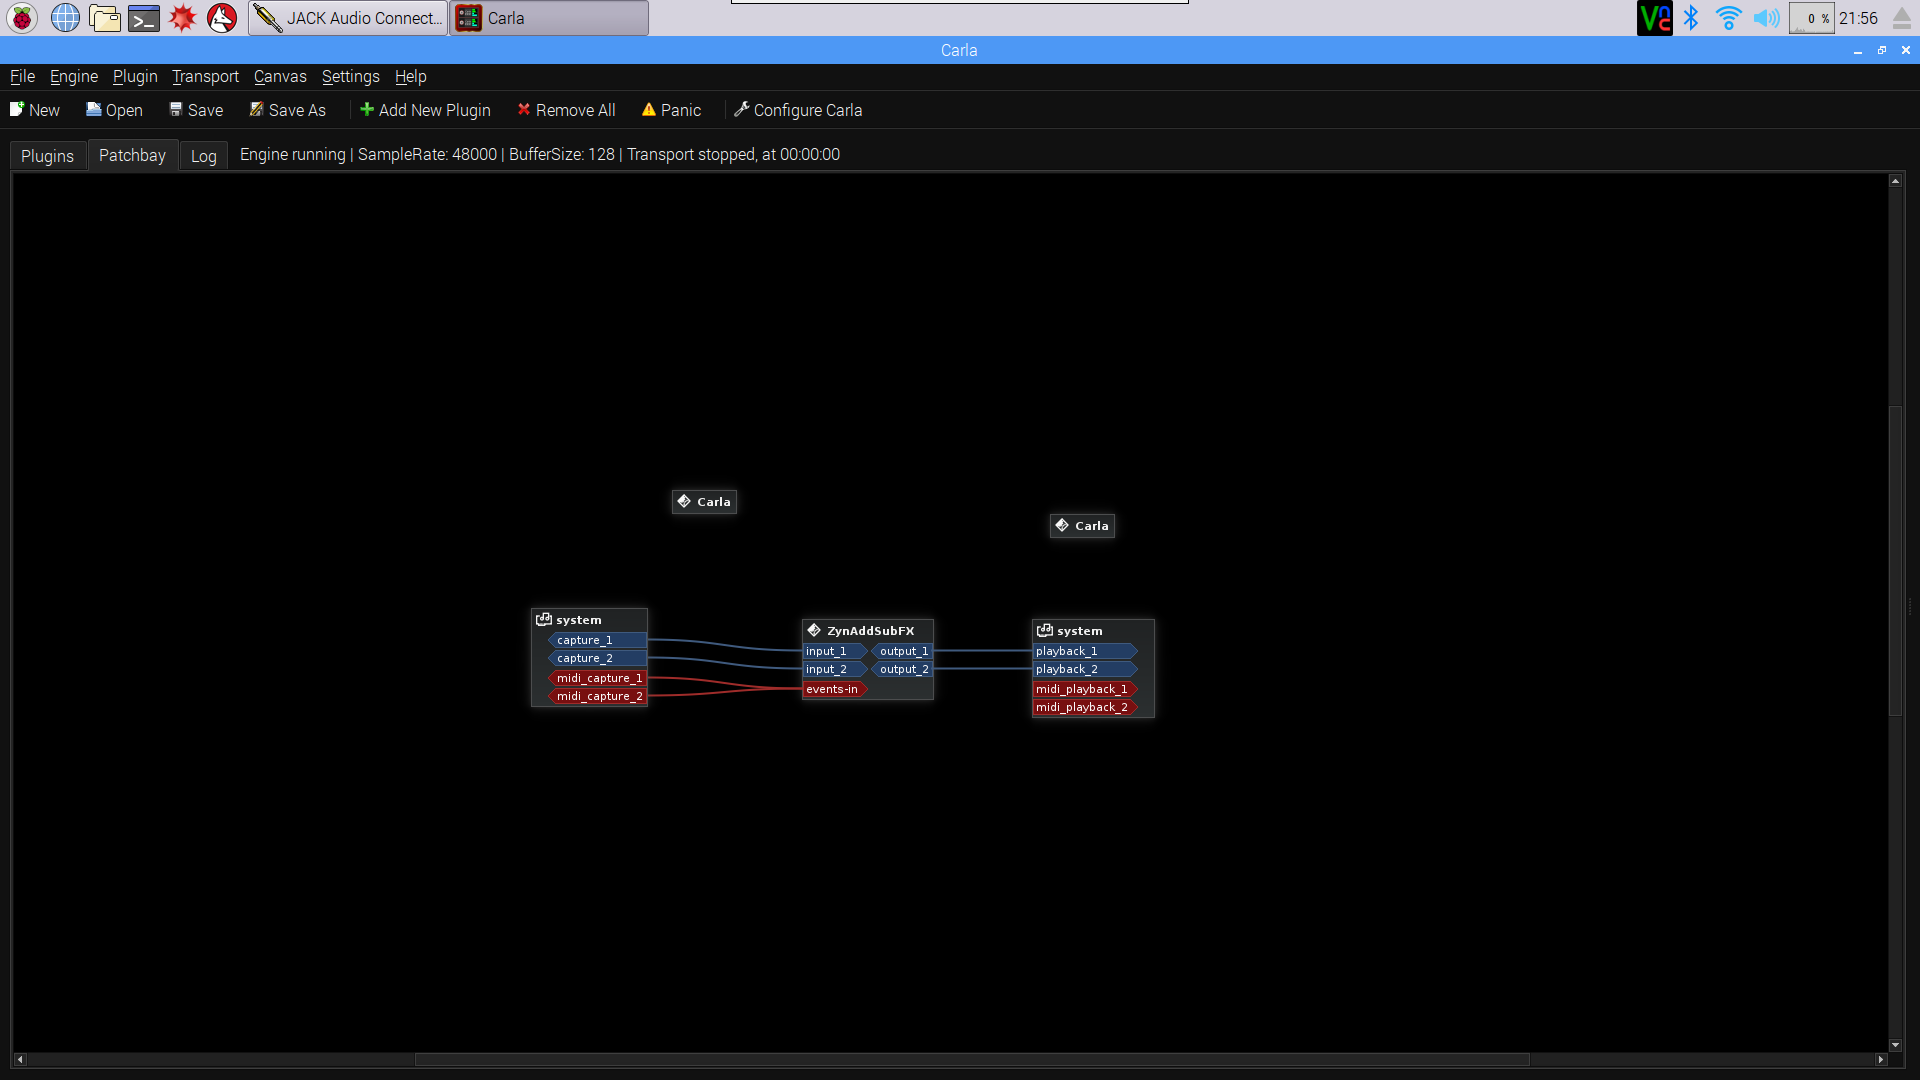 JACK Audio Connect...
Carla
0 %
21:56
Carla
File Engine Plugin Transport Canvas Settings Help
New Open Save Save As Add New Plugin Remove All Panic Configure Carla
Plugins Patchbay Log Engine running | SampleRate: 48000 | BufferSize: 128 | Transport stopped, at 00:00:00
Carla
Carla
system
capture_1
capture_2
midi_capture_1
midi_capture_2
ZynAddSubFX
input_1 output_1
input_2 output_2
events-in
system
playback_1
playback_2
midi_playback_1
midi_playback_2